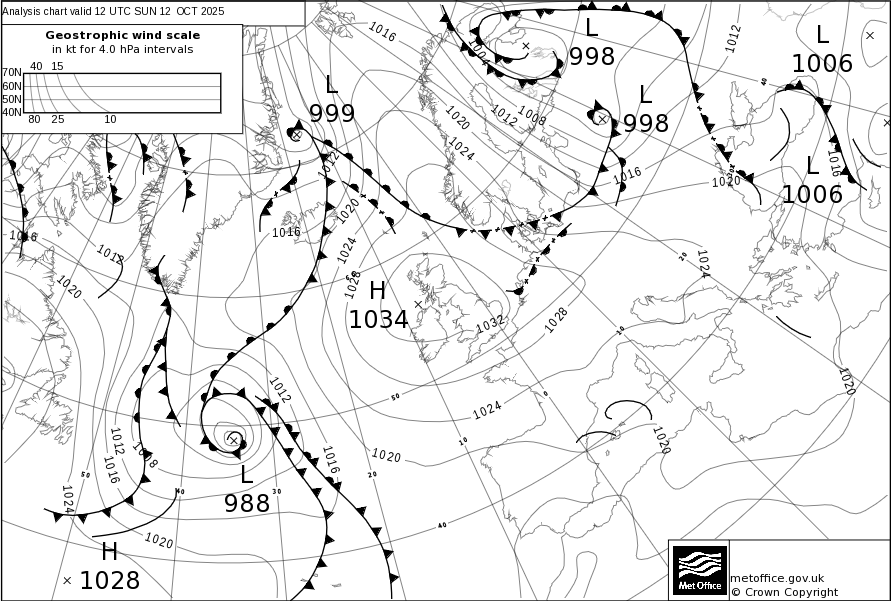 Analysis chart valid 12 UTC SUN 12 OCT 2025
Geostrophic wind scale
in kt for 4.0 hPa intervals
40 15
70N
60N
50N
40N
80 25 10
L
998
L
1006
L
999
L
998
L
1006
H
1034
L
988
H
1028
1016
1004
1012
1008
1012
1020
1024
1012
1016
1020
1016
1016
1020
1024
1028
1016
1012
1020
1024
1032
1028
1012
1024
1020
1020
1012
1008
1016
1024
1016
1020
1020
40
20
10
0
50
10
20
30
40
50
40
60
Met Office
metoffice.gov.uk
© Crown Copyright